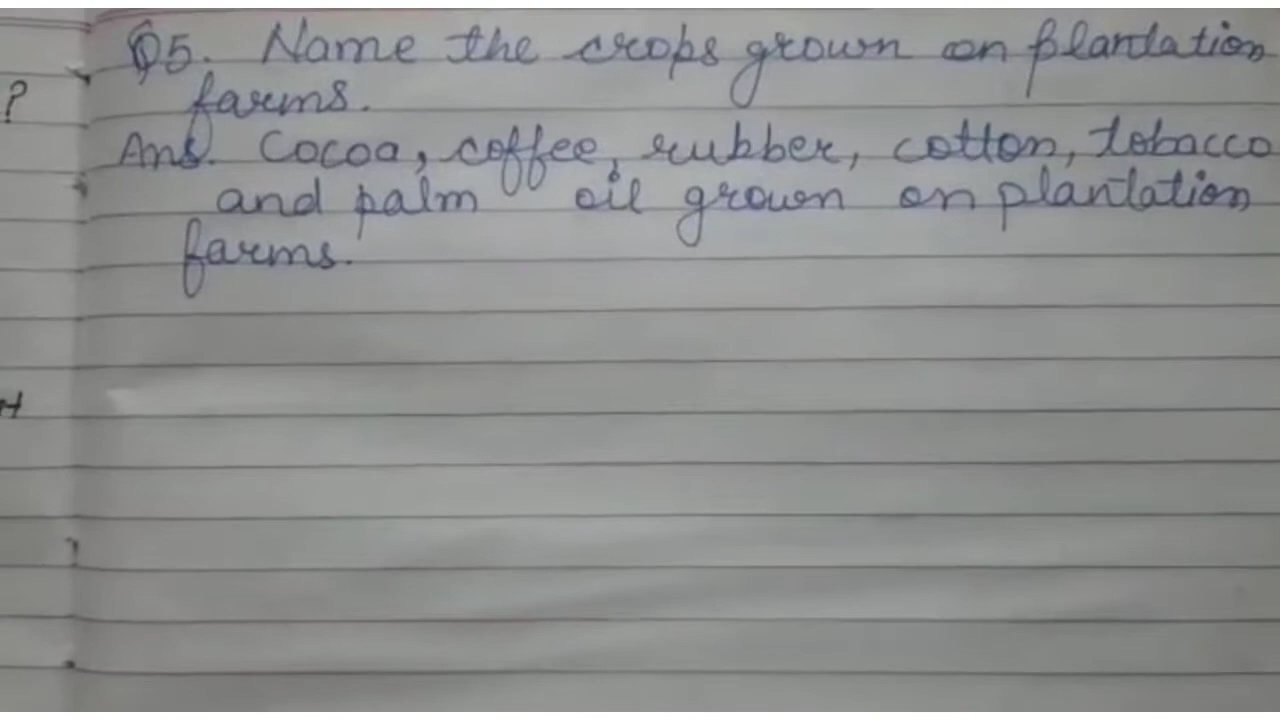 Q5. Name the crops grown on plantation
farms.
Ans. Cocoa, coffee, rubber, cotton, tobacco
and palm oil grown on plantation
farms.
?